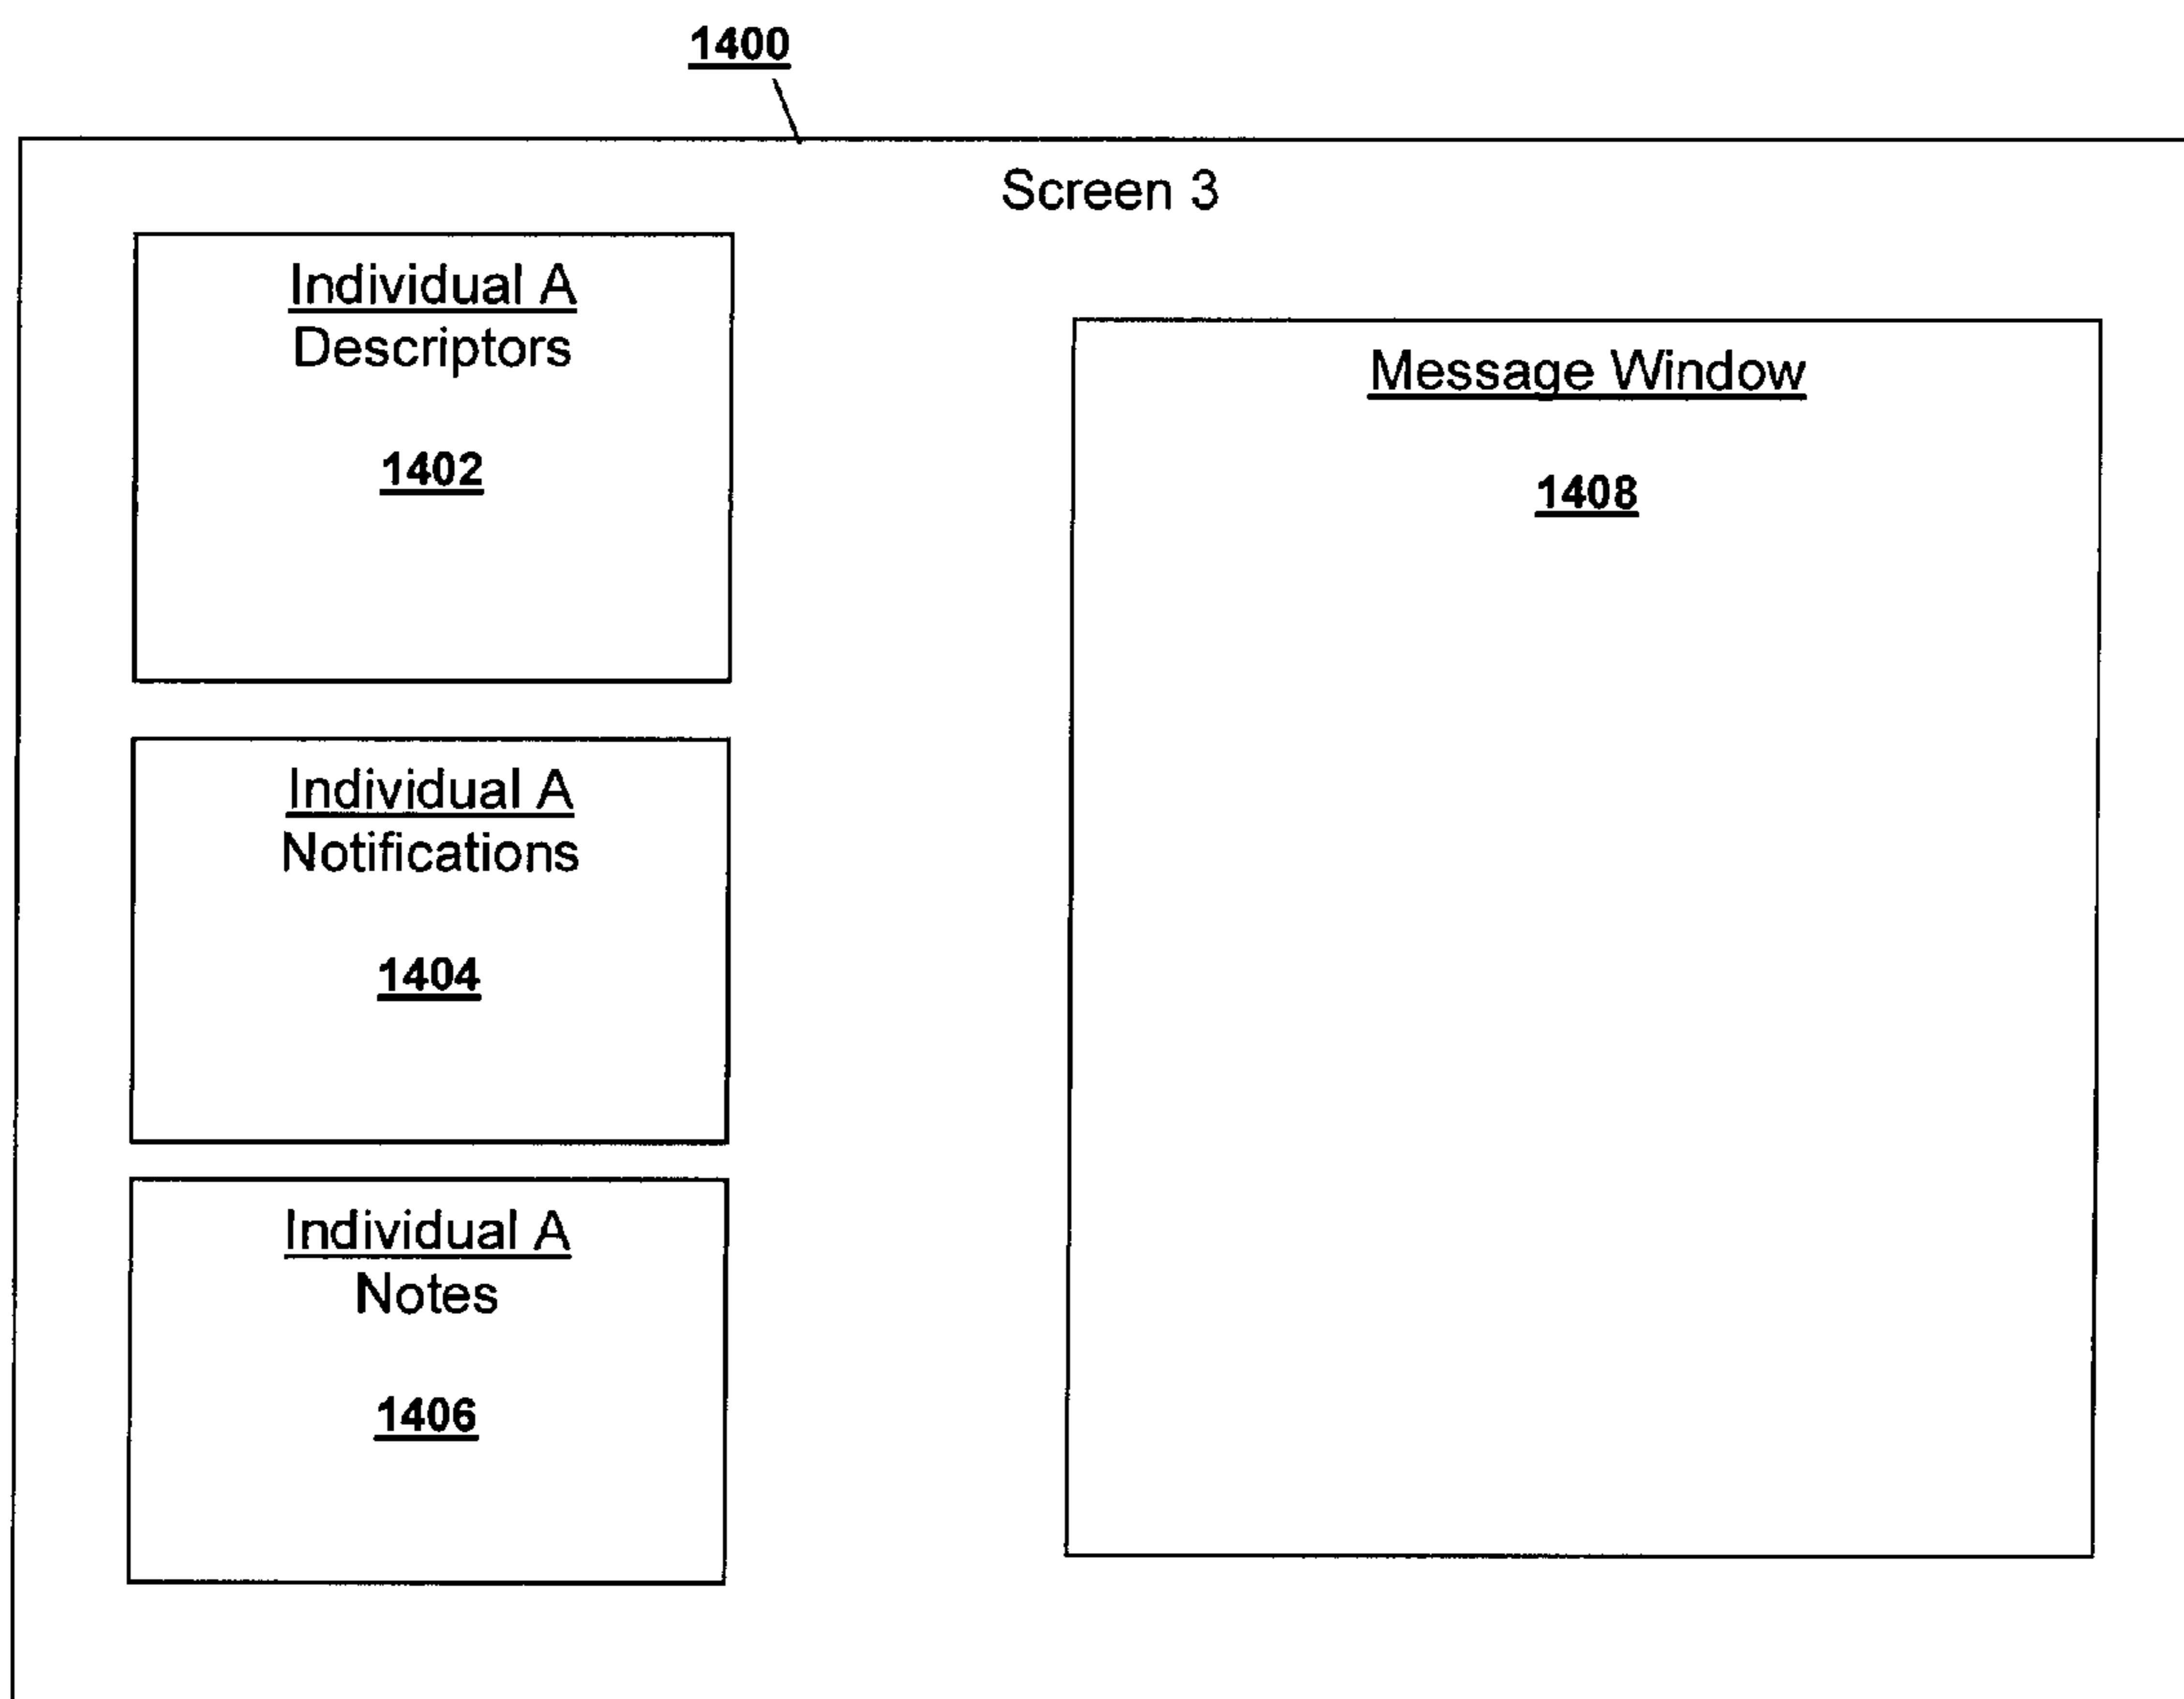 1400
Screen 3
Individual A
Descriptors
1402
Individual A
Notifications
1404
Individual A
Notes
1406
Message Window
1408